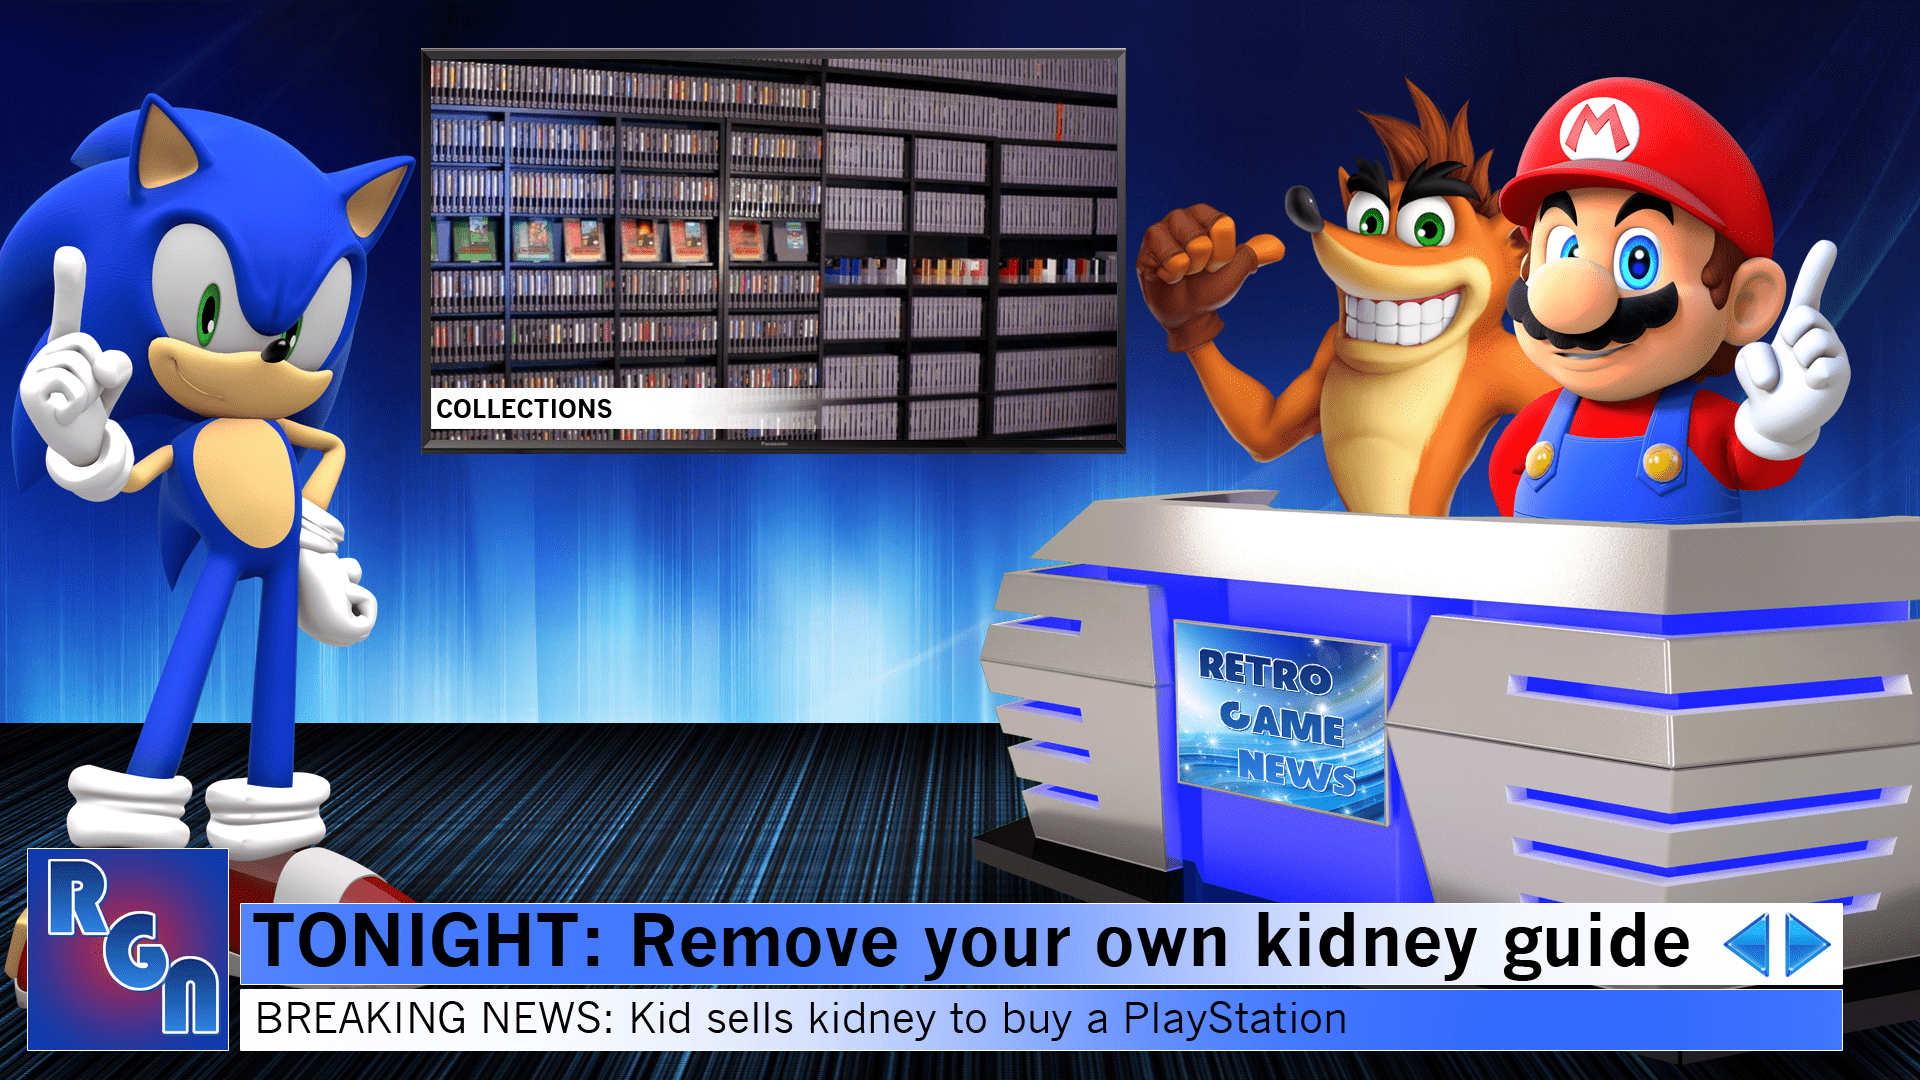 M
COLLECTIONS
Panasonic
RETRO
GAME
NEWS
RGN
TONIGHT: Remove your own kidney guide
BREAKING NEWS: Kid sells kidney to buy a PlayStation